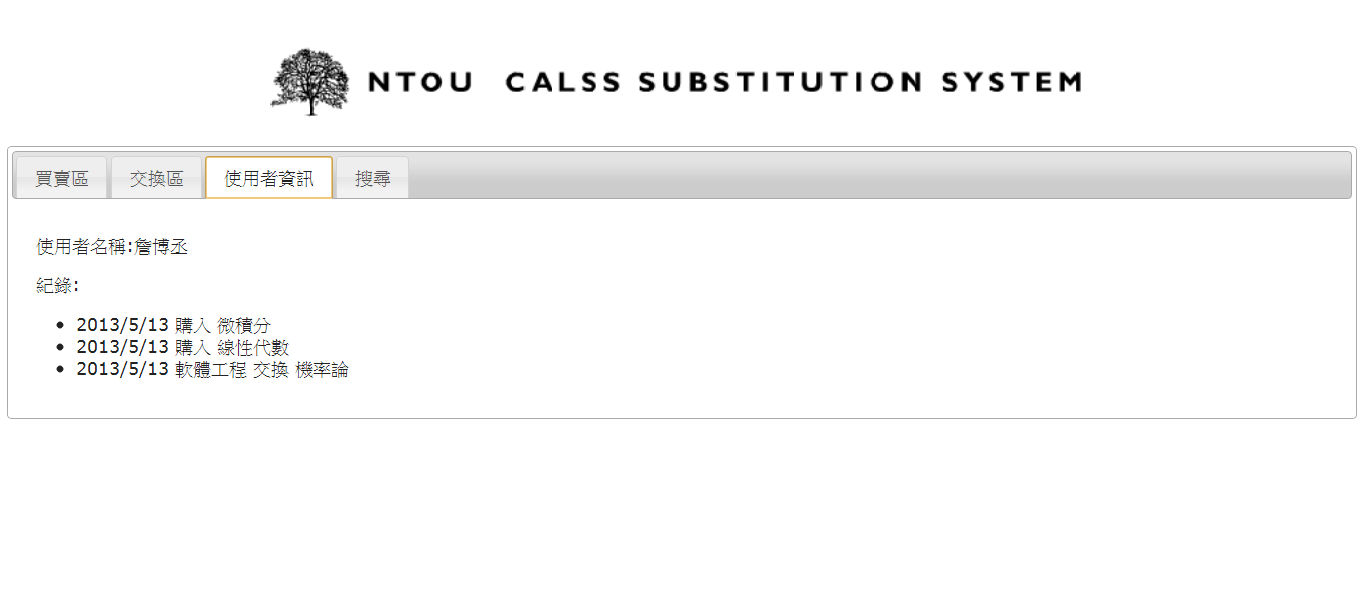 NTOU CALSS SUBSTITUTION SYSTEM
買賣區 交換區 使用者資訊 搜尋
使用者名稱:詹博丞
紀錄:
2013/5/13 購入 微積分
2013/5/13 購入 線性代數
2013/5/13 軟體工程 交換 機率論